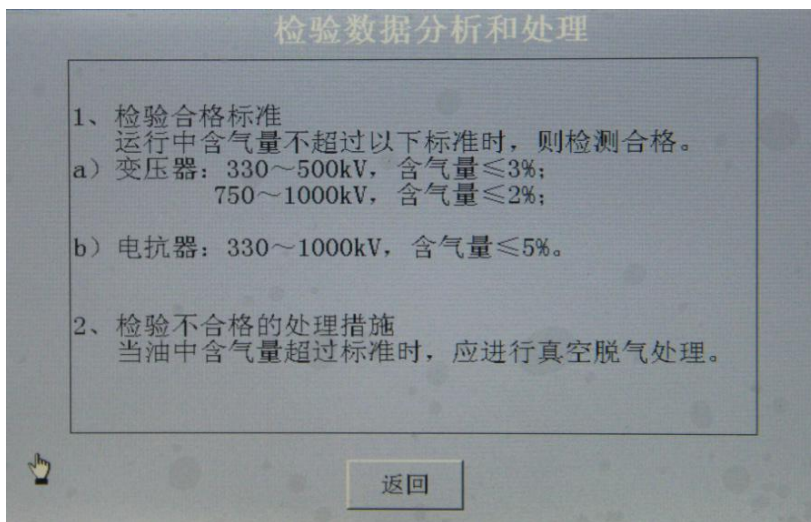 检验数据分析和处理
1、检验合格标准
运行中含气量不超过以下标准时，则检测合格。
a）变压器：330～500kV，含气量≤3%；
750～1000kV，含气量≤2%；
b）电抗器：330～1000kV，含气量≤5%。
2、检验不合格的处理措施
当油中含气量超过标准时，应进行真空脱气处理。
返回